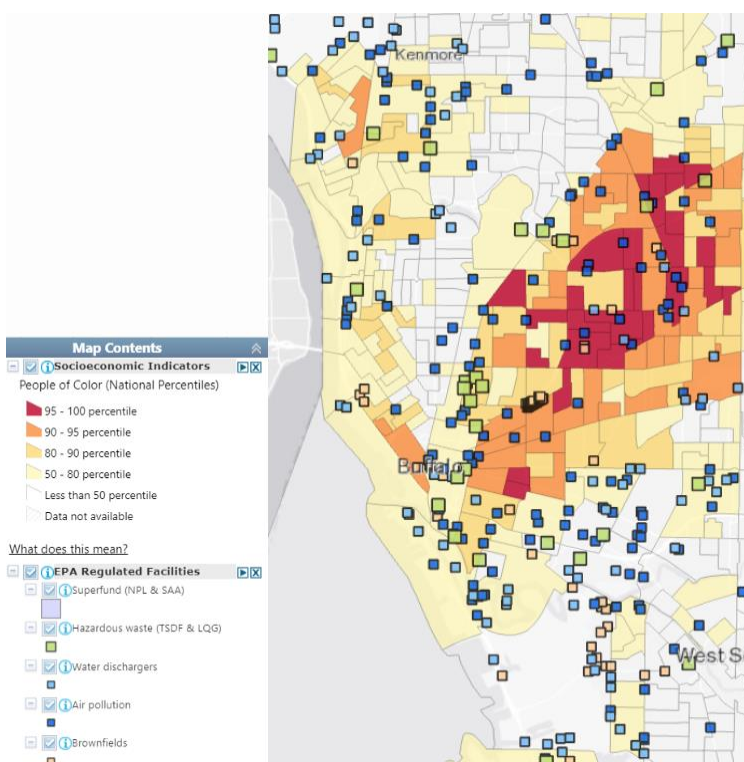 Kenmore
Buffalo
West S
Map Contents
Socioeconomic Indicators
People of Color (National Percentiles)
95 - 100 percentile
90 - 95 percentile
80 - 90 percentile
50 - 80 percentile
Less than 50 percentile
Data not available
What does this mean?
EPA Regulated Facilities
Superfund (NPL & SAA)
Hazardous waste (TSDF & LQG)
Water dischargers
Air pollution
Brownfields